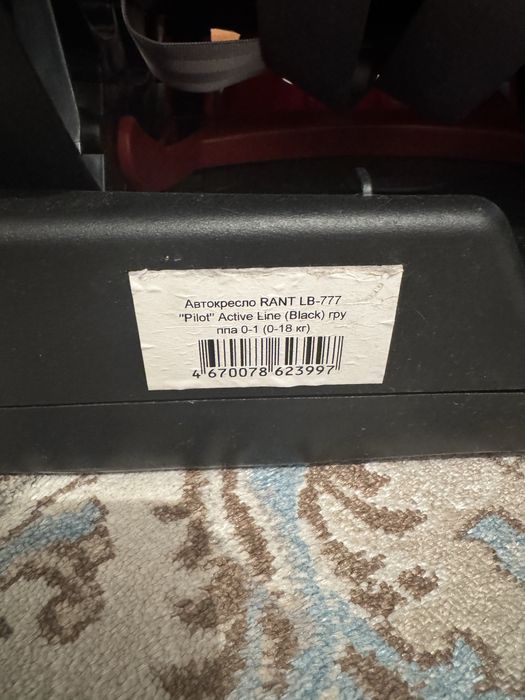 Автокресло RANT LB-777
"Pilot" Active Line (Black) гру
ппа 0-1 (0-18 кг)
4 670078 623997